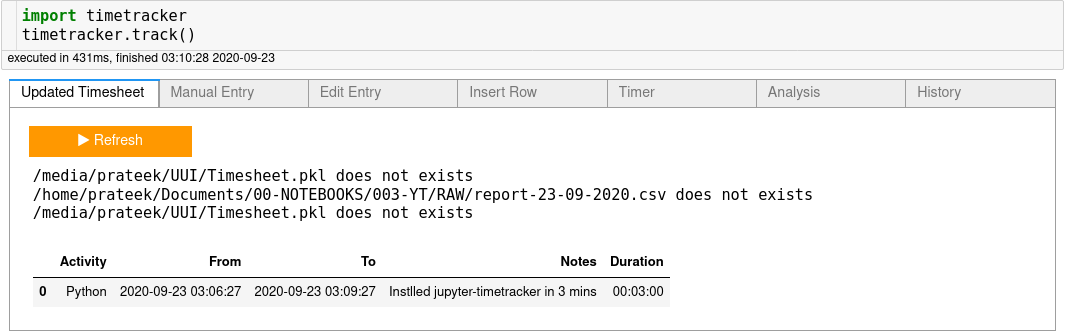 import timetracker
timetracker.track()
executed in 431ms, finished 03:10:28 2020-09-23
Updated Timesheet Manual Entry Edit Entry Insert Row Timer Analysis History
▶ Refresh
/media/prateek/UUI/Timesheet.pkl does not exists
/home/prateek/Documents/00-NOTEBOOKS/003-YT/RAW/report-23-09-2020.csv does not exists
/media/prateek/UUI/Timesheet.pkl does not exists
Activity From To Notes Duration
0 Python 2020-09-23 03:06:27 2020-09-23 03:09:27 Instlled jupyter-timetracker in 3 mins 00:03:00